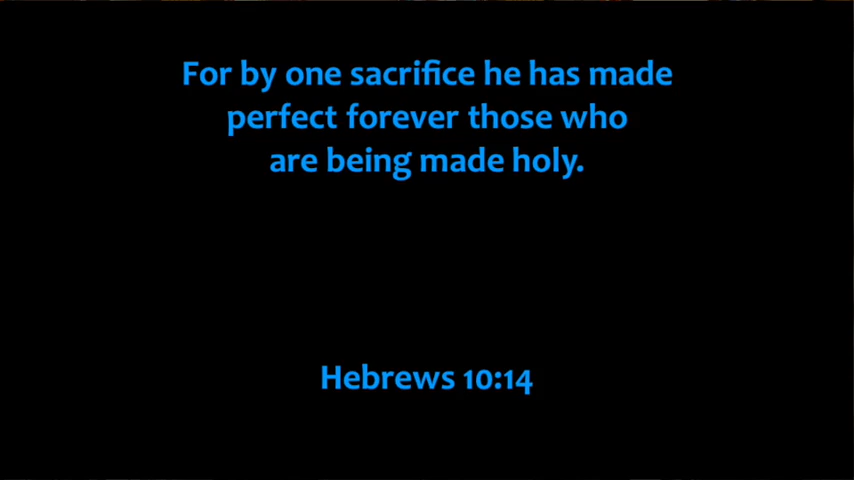 For by one sacrifice he has made
perfect forever those who
are being made holy.
Hebrews 10:14